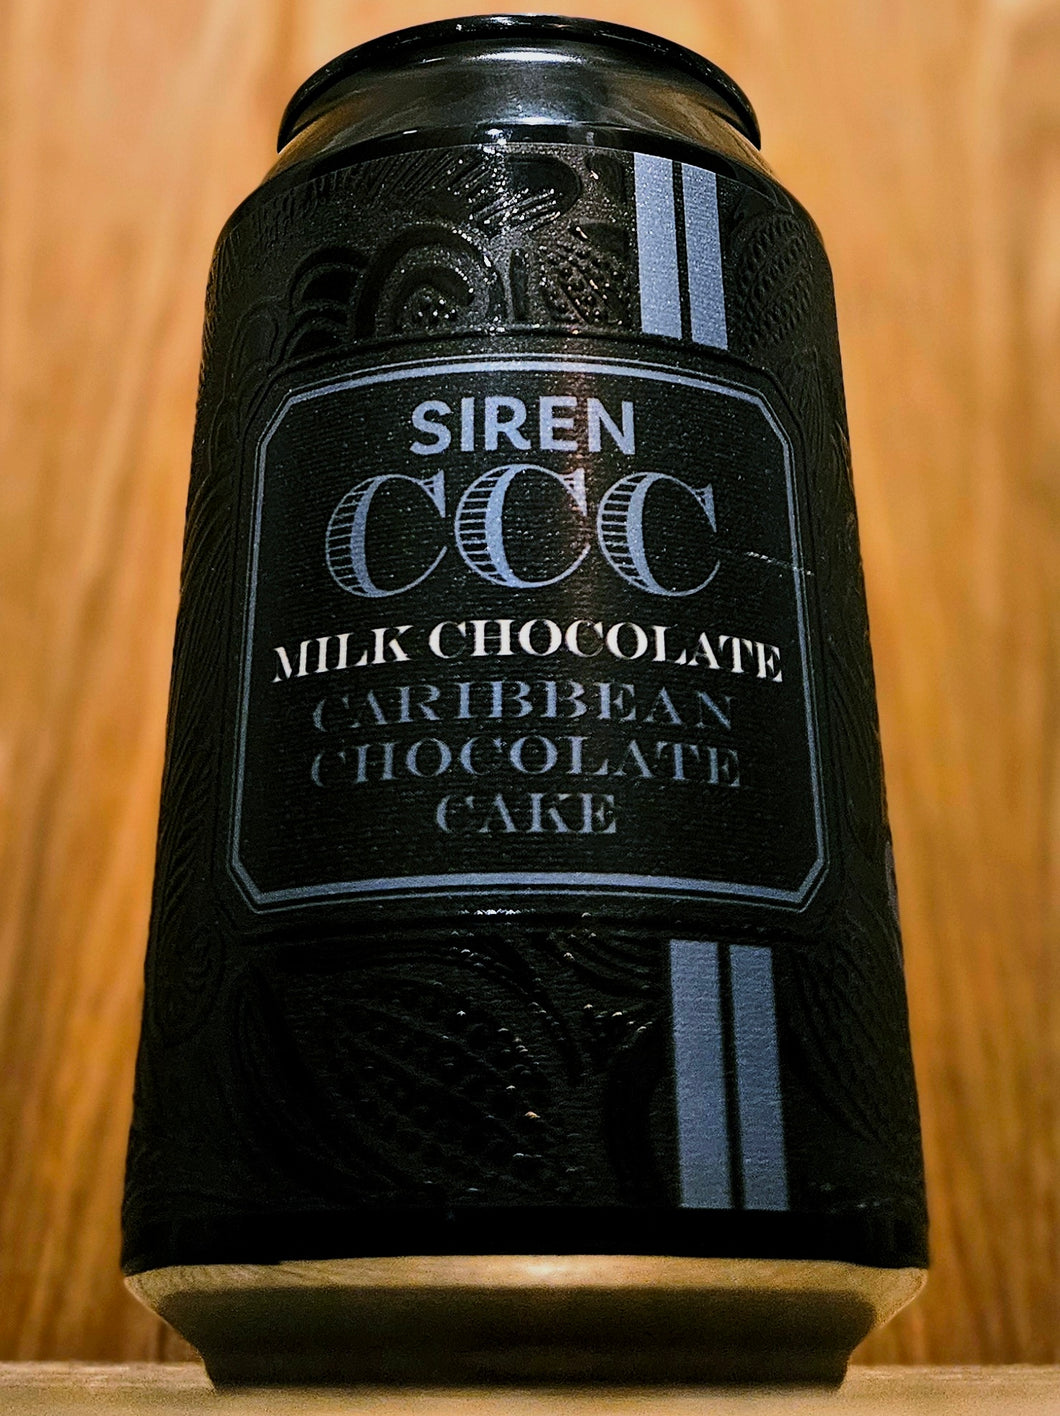 SIREN
CCC
MILK CHOCOLATE
CARIBBEAN
CHOCOLATE
CAKE